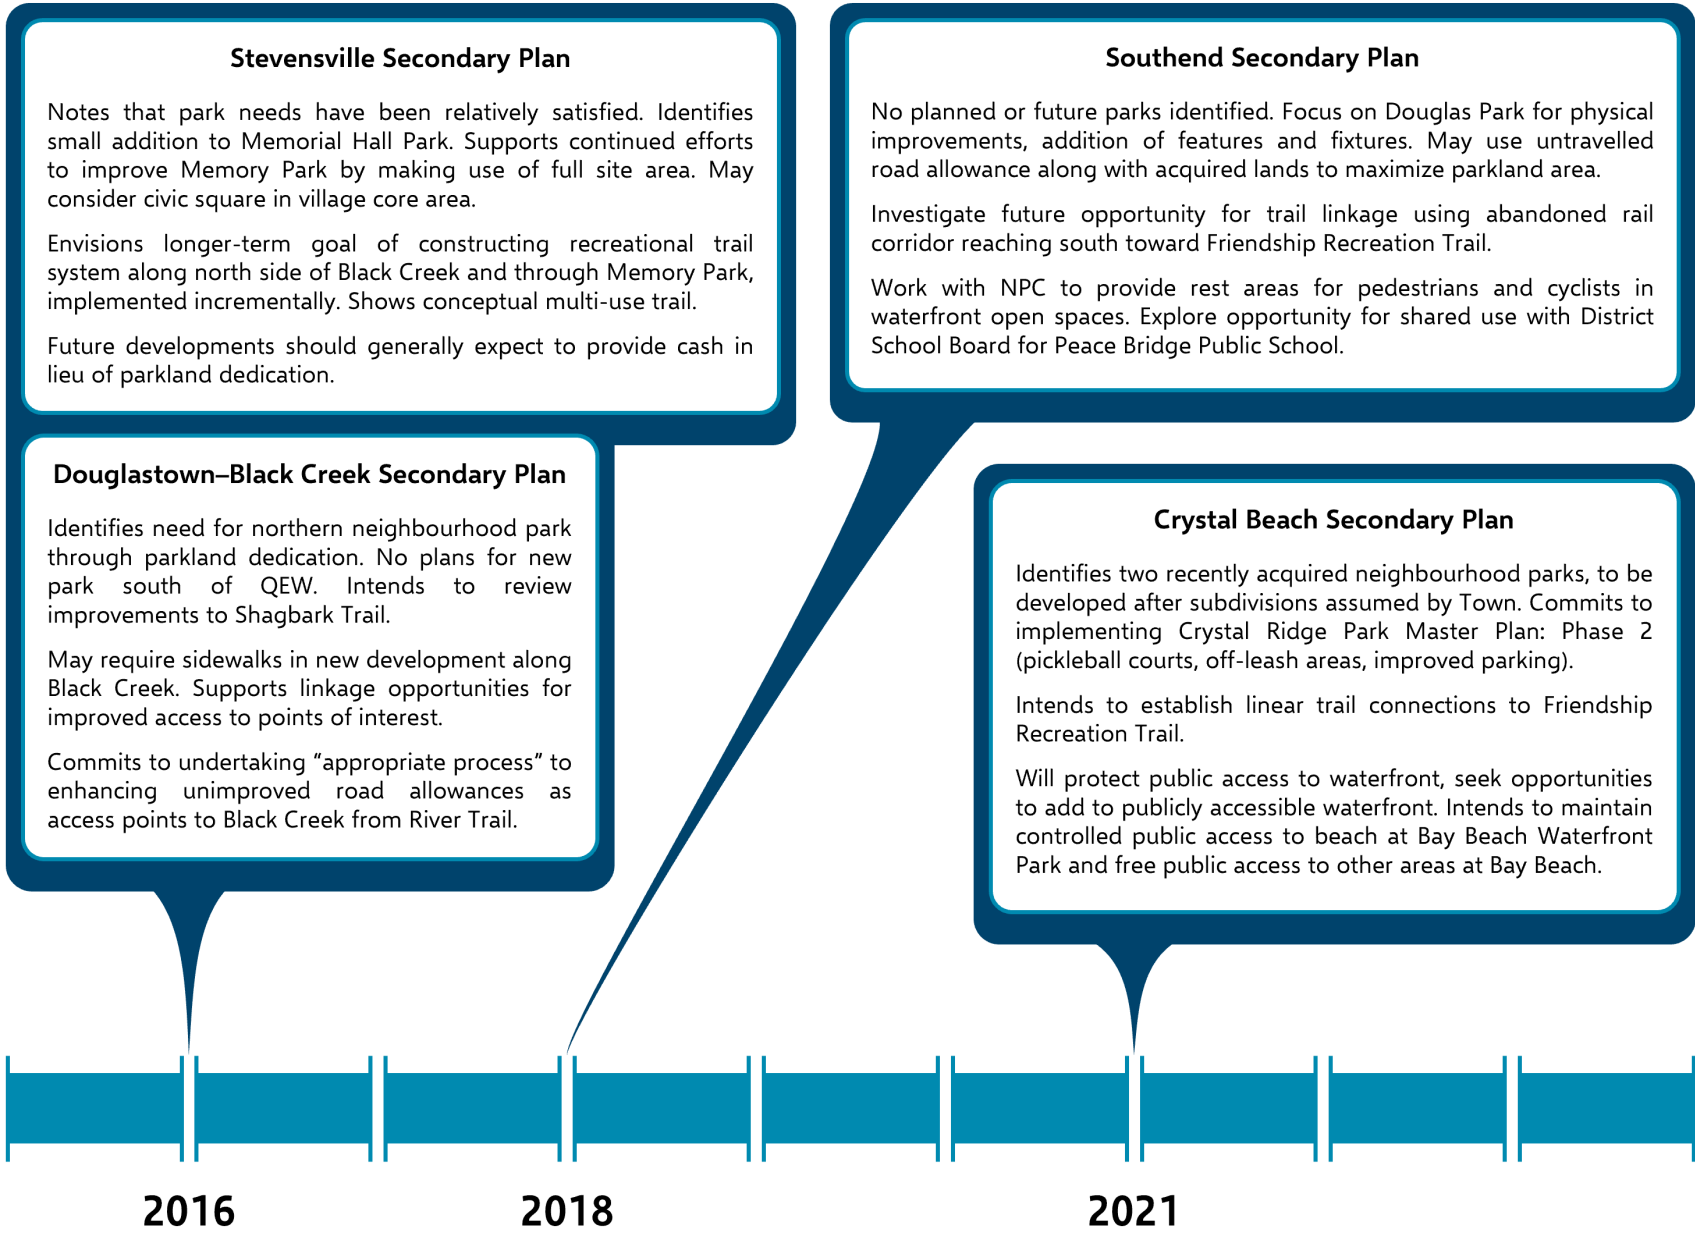 Stevensville Secondary Plan
Notes that park needs have been relatively satisfied. Identifies
small addition to Memorial Hall Park. Supports continued efforts
to improve Memory Park by making use of full site area. May
consider civic square in village core area.
Envisions longer-term goal of constructing recreational trail
system along north side of Black Creek and through Memory Park,
implemented incrementally. Shows conceptual multi-use trail.
Future developments should generally expect to provide cash in
lieu of parkland dedication.
Douglastown–Black Creek Secondary Plan
Identifies need for northern neighbourhood park
through parkland dedication. No plans for new
park south of QEW. Intends to review
improvements to Shagbark Trail.
May require sidewalks in new development along
Black Creek. Supports linkage opportunities for
improved access to points of interest.
Commits to undertaking “appropriate process” to
enhancing unimproved road allowances as
access points to Black Creek from River Trail.
Southend Secondary Plan
No planned or future parks identified. Focus on Douglas Park for physical
improvements, addition of features and fixtures. May use untravelled
road allowance along with acquired lands to maximize parkland area.
Investigate future opportunity for trail linkage using abandoned rail
corridor reaching south toward Friendship Recreation Trail.
Work with NPC to provide rest areas for pedestrians and cyclists in
waterfront open spaces. Explore opportunity for shared use with District
School Board for Peace Bridge Public School.
Crystal Beach Secondary Plan
Identifies two recently acquired neighbourhood parks, to be
developed after subdivisions assumed by Town. Commits to
implementing Crystal Ridge Park Master Plan: Phase 2
(pickleball courts, off-leash areas, improved parking).
Intends to establish linear trail connections to Friendship
Recreation Trail.
Will protect public access to waterfront, seek opportunities
to add to publicly accessible waterfront. Intends to maintain
controlled public access to beach at Bay Beach Waterfront
Park and free public access to other areas at Bay Beach.
2016
2018
2021